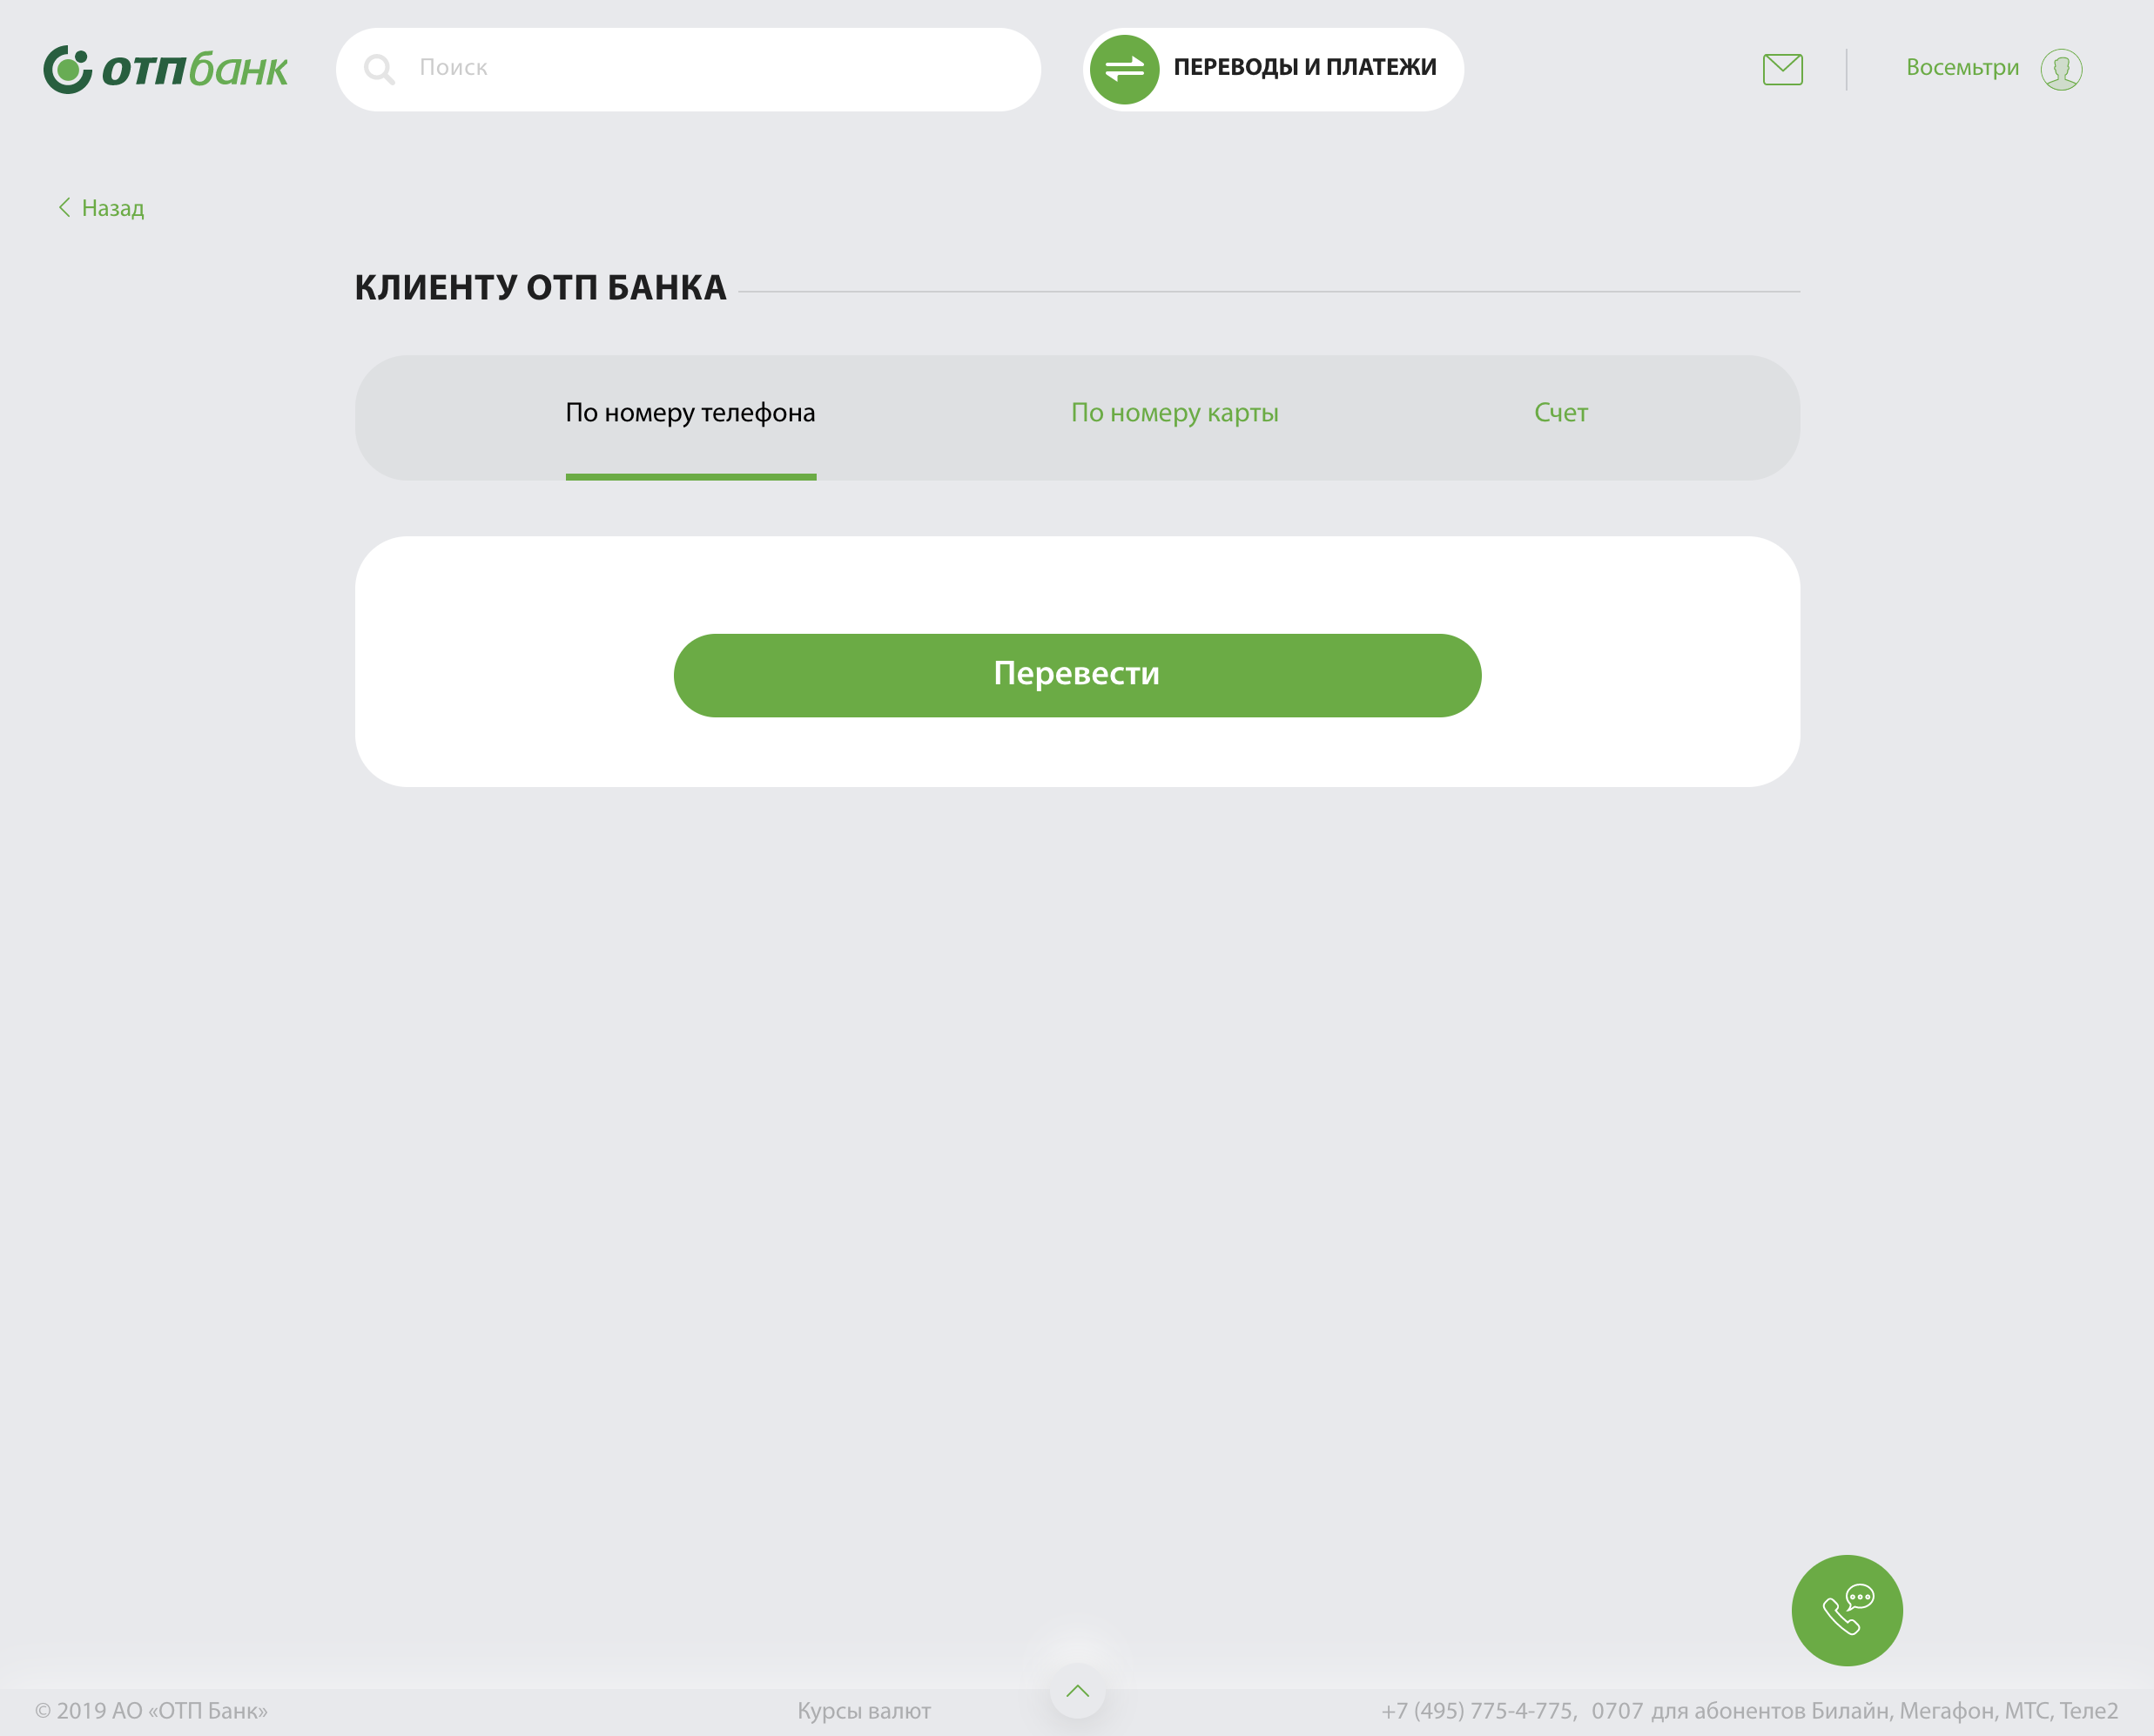 отпбанк
Поиск
ПЕРЕВОДЫ И ПЛАТЕЖИ
Восемьтри
Назад
КЛИЕНТУ ОТП БАНКА
По номеру телефона
По номеру карты
Счет
Перевести
© 2019 АО «ОТП Банк»
Курсы валют
+7 (495) 775-4-775, 0707 для абонентов Билайн, Мегафон, МТС, Теле2